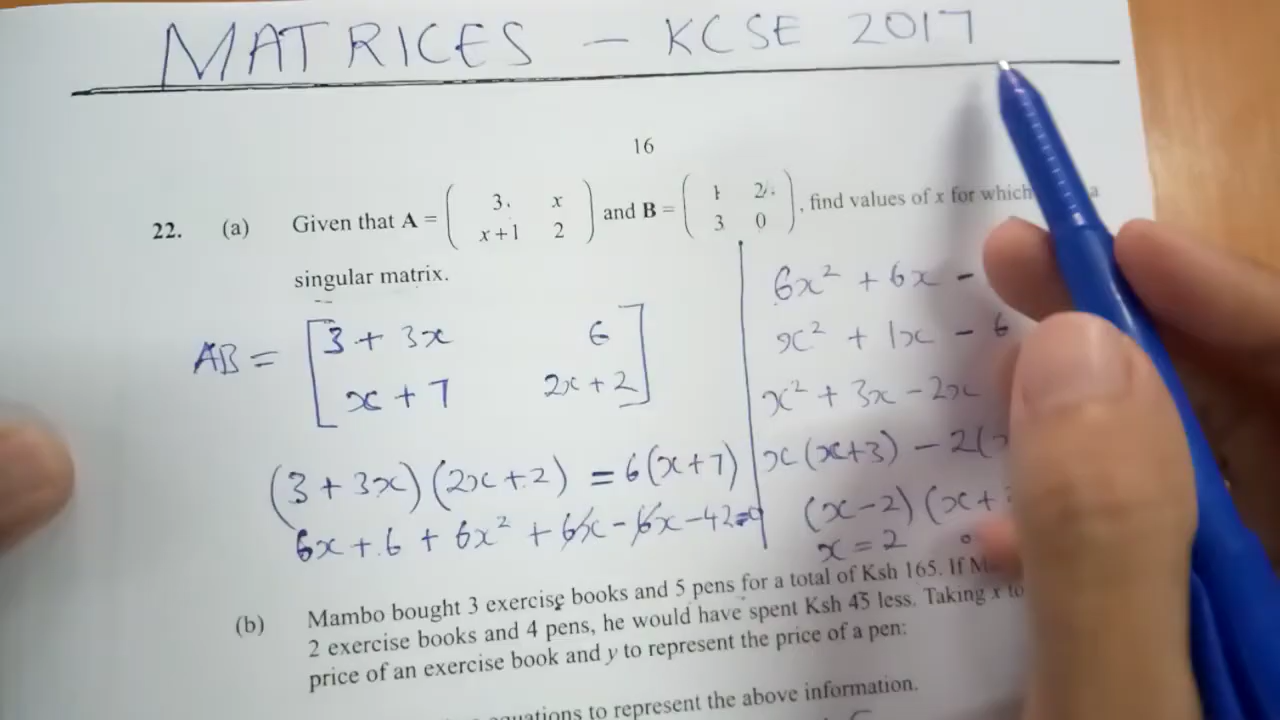 MATRICES - KCSE 2017
16
22. (a) Given that A = ( 3. x ) and B = ( 1 2 ), find values of x for which a
( x+1 2 ) ( 3 0 )
singular matrix.
AB = [ 3 + 3x 6 ]
[ x + 7 2x + 2 ]
(3 + 3x)(2x + 2) = 6(x+7)
6x + 6 + 6x² + 6x - 6x - 42 = 0
6x² + 6x -
x² + 1x - 6
x² + 3x - 2x
x(x+3) - 2(
(x-2)(x+
x = 2
(b) Mambo bought 3 exercise books and 5 pens for a total of Ksh 165. If M
2 exercise books and 4 pens, he would have spent Ksh 45 less. Taking x to
price of an exercise book and y to represent the price of a pen:
equations to represent the above information.